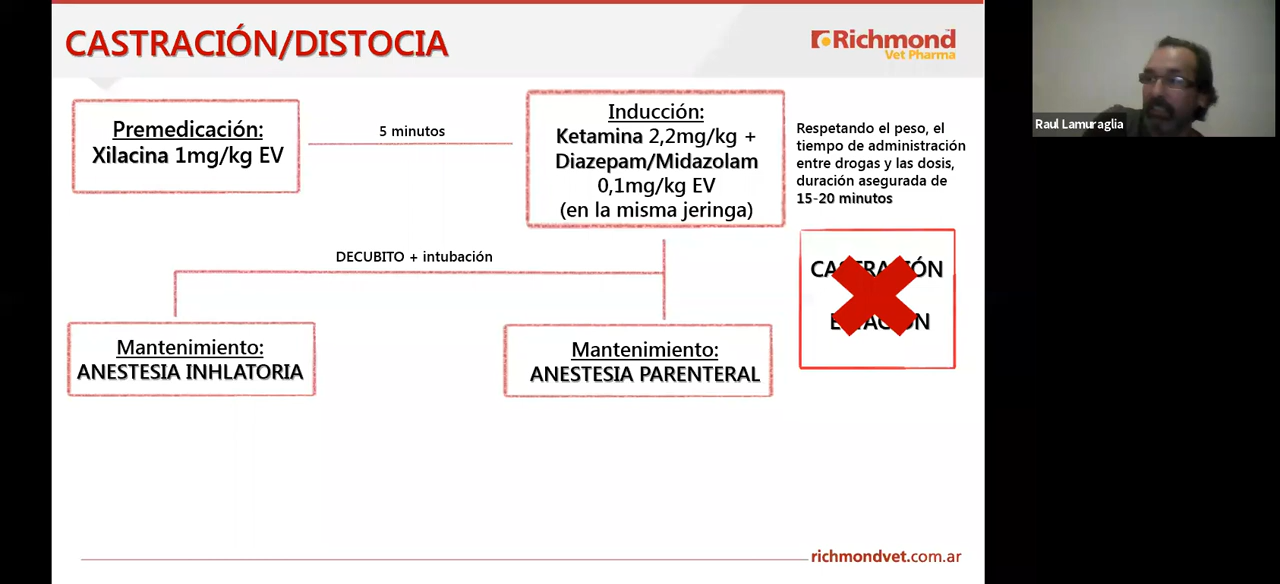 CASTRACIÓN/DISTOCIA
Richmond
Vet Pharma
Premedicación:
Xilacina 1mg/kg EV
5 minutos
Inducción:
Ketamina 2,2mg/kg +
Diazepam/Midazolam
0,1mg/kg EV
(en la misma jeringa)
Respetando el peso, el
tiempo de administración
entre drogas y las dosis,
duración asegurada de
15-20 minutos
DECUBITO + intubación
Mantenimiento:
ANESTESIA INHLATORIA
Mantenimiento:
ANESTESIA PARENTERAL
CASTRACIÓN
richmondvet.com.ar
Raul Lamuraglia